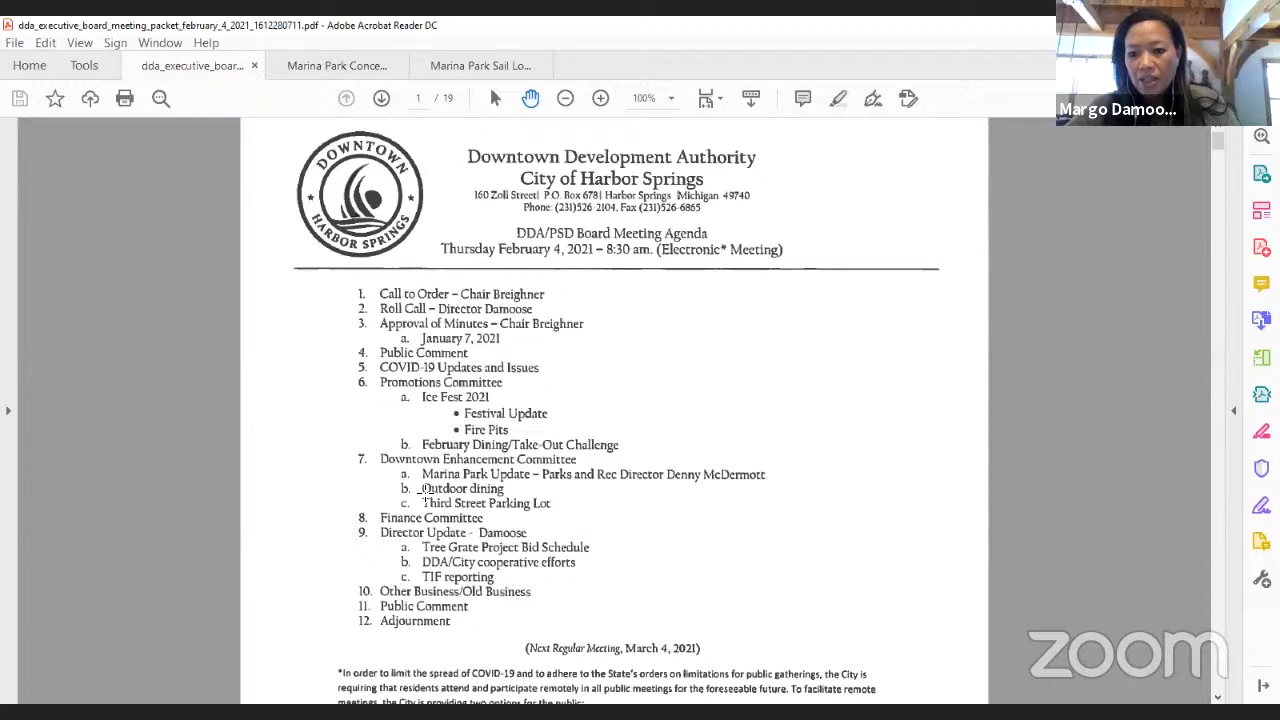 dda_executive_board_meeting_packet_february_4_2021_1612280711.pdf - Adobe Acrobat Reader DC
File Edit View Sign Window Help
Home Tools dda_executive_boar... × Marina Park Conce... Marina Park Sail Lo...
1 / 19 100%
Margo Damoo...
DOWNTOWN
HARBOR SPRINGS
Downtown Development Authority
City of Harbor Springs
160 Zoll Street| P.O. Box 678| Harbor Springs Michigan 49740
Phone: (231)526-2104, Fax (231)526-6865
DDA/PSD Board Meeting Agenda
Thursday February 4, 2021 – 8:30 am. (Electronic* Meeting)
1. Call to Order – Chair Breighner
2. Roll Call – Director Damoose
3. Approval of Minutes – Chair Breighner
a. January 7, 2021
4. Public Comment
5. COVID-19 Updates and Issues
6. Promotions Committee
a. Ice Fest 2021
• Festival Update
• Fire Pits
b. February Dining/Take-Out Challenge
7. Downtown Enhancement Committee
a. Marina Park Update – Parks and Rec Director Denny McDermott
b. Outdoor dining
c. Third Street Parking Lot
8. Finance Committee
9. Director Update - Damoose
a. Tree Grate Project Bid Schedule
b. DDA/City cooperative efforts
c. TIF reporting
10. Other Business/Old Business
11. Public Comment
12. Adjournment
(Next Regular Meeting, March 4, 2021)
*In order to limit the spread of COVID-19 and to adhere to the State's orders on limitations for public gatherings, the City is
requiring that residents attend and participate remotely in all public meetings for the foreseeable future. To facilitate remote
meetings, the City is providing two options for the public:
zoom